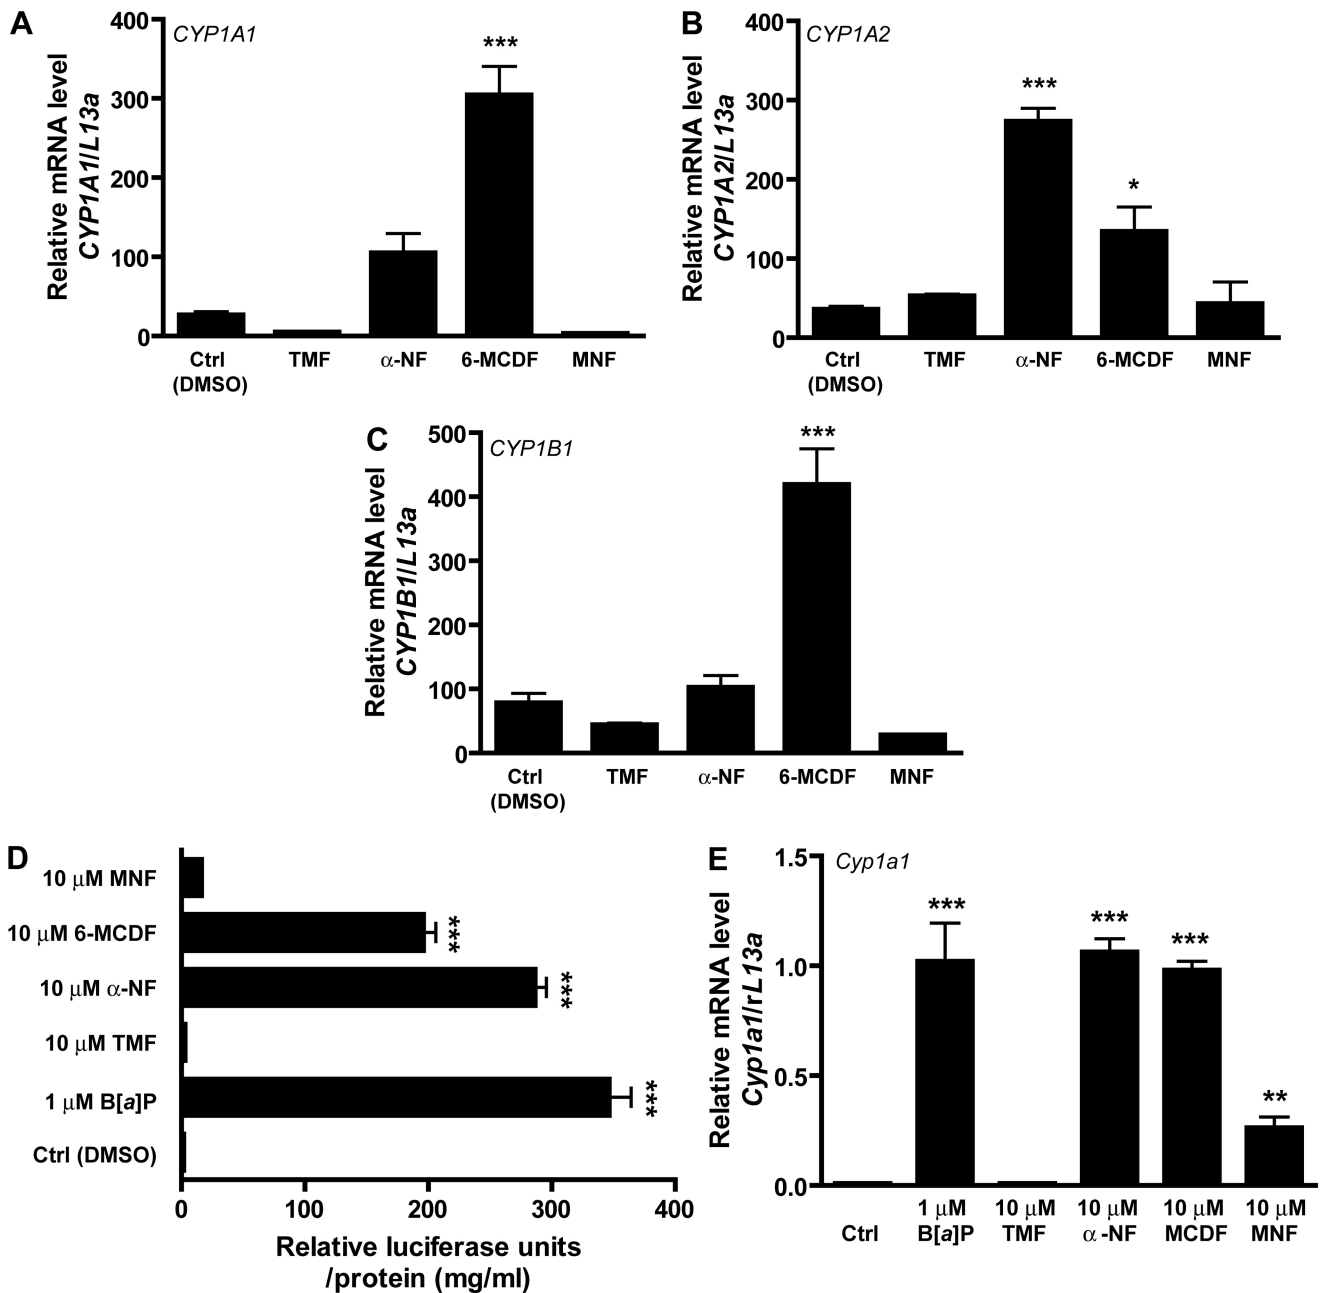 A
CYP1A1
Relative mRNA level
CYP1A1/L13a
400
300
200
100
0
***
Ctrl
(DMSO)
TMF
α-NF
6-MCDF
MNF
B
CYP1A2
Relative mRNA level
CYP1A2/L13a
400
300
200
100
0
***
*
Ctrl
(DMSO)
TMF
α-NF
6-MCDF
MNF
C
CYP1B1
Relative mRNA level
CYP1B1/L13a
500
400
300
200
100
0
***
Ctrl
(DMSO)
TMF
α-NF
6-MCDF
MNF
D
10 μM MNF
10 μM 6-MCDF
***
10 μM α-NF
***
10 μM TMF
1 μM B[a]P
***
Ctrl (DMSO)
0 100 200 300 400
Relative luciferase units
/protein (mg/ml)
E
Cyp1a1
Relative mRNA level
Cyp1a1/rL13a
1.5
1.0
0.5
0.0
***
***
***
**
Ctrl
1 μM
B[a]P
10 μM
TMF
10 μM
α -NF
10 μM
MCDF
10 μM
MNF